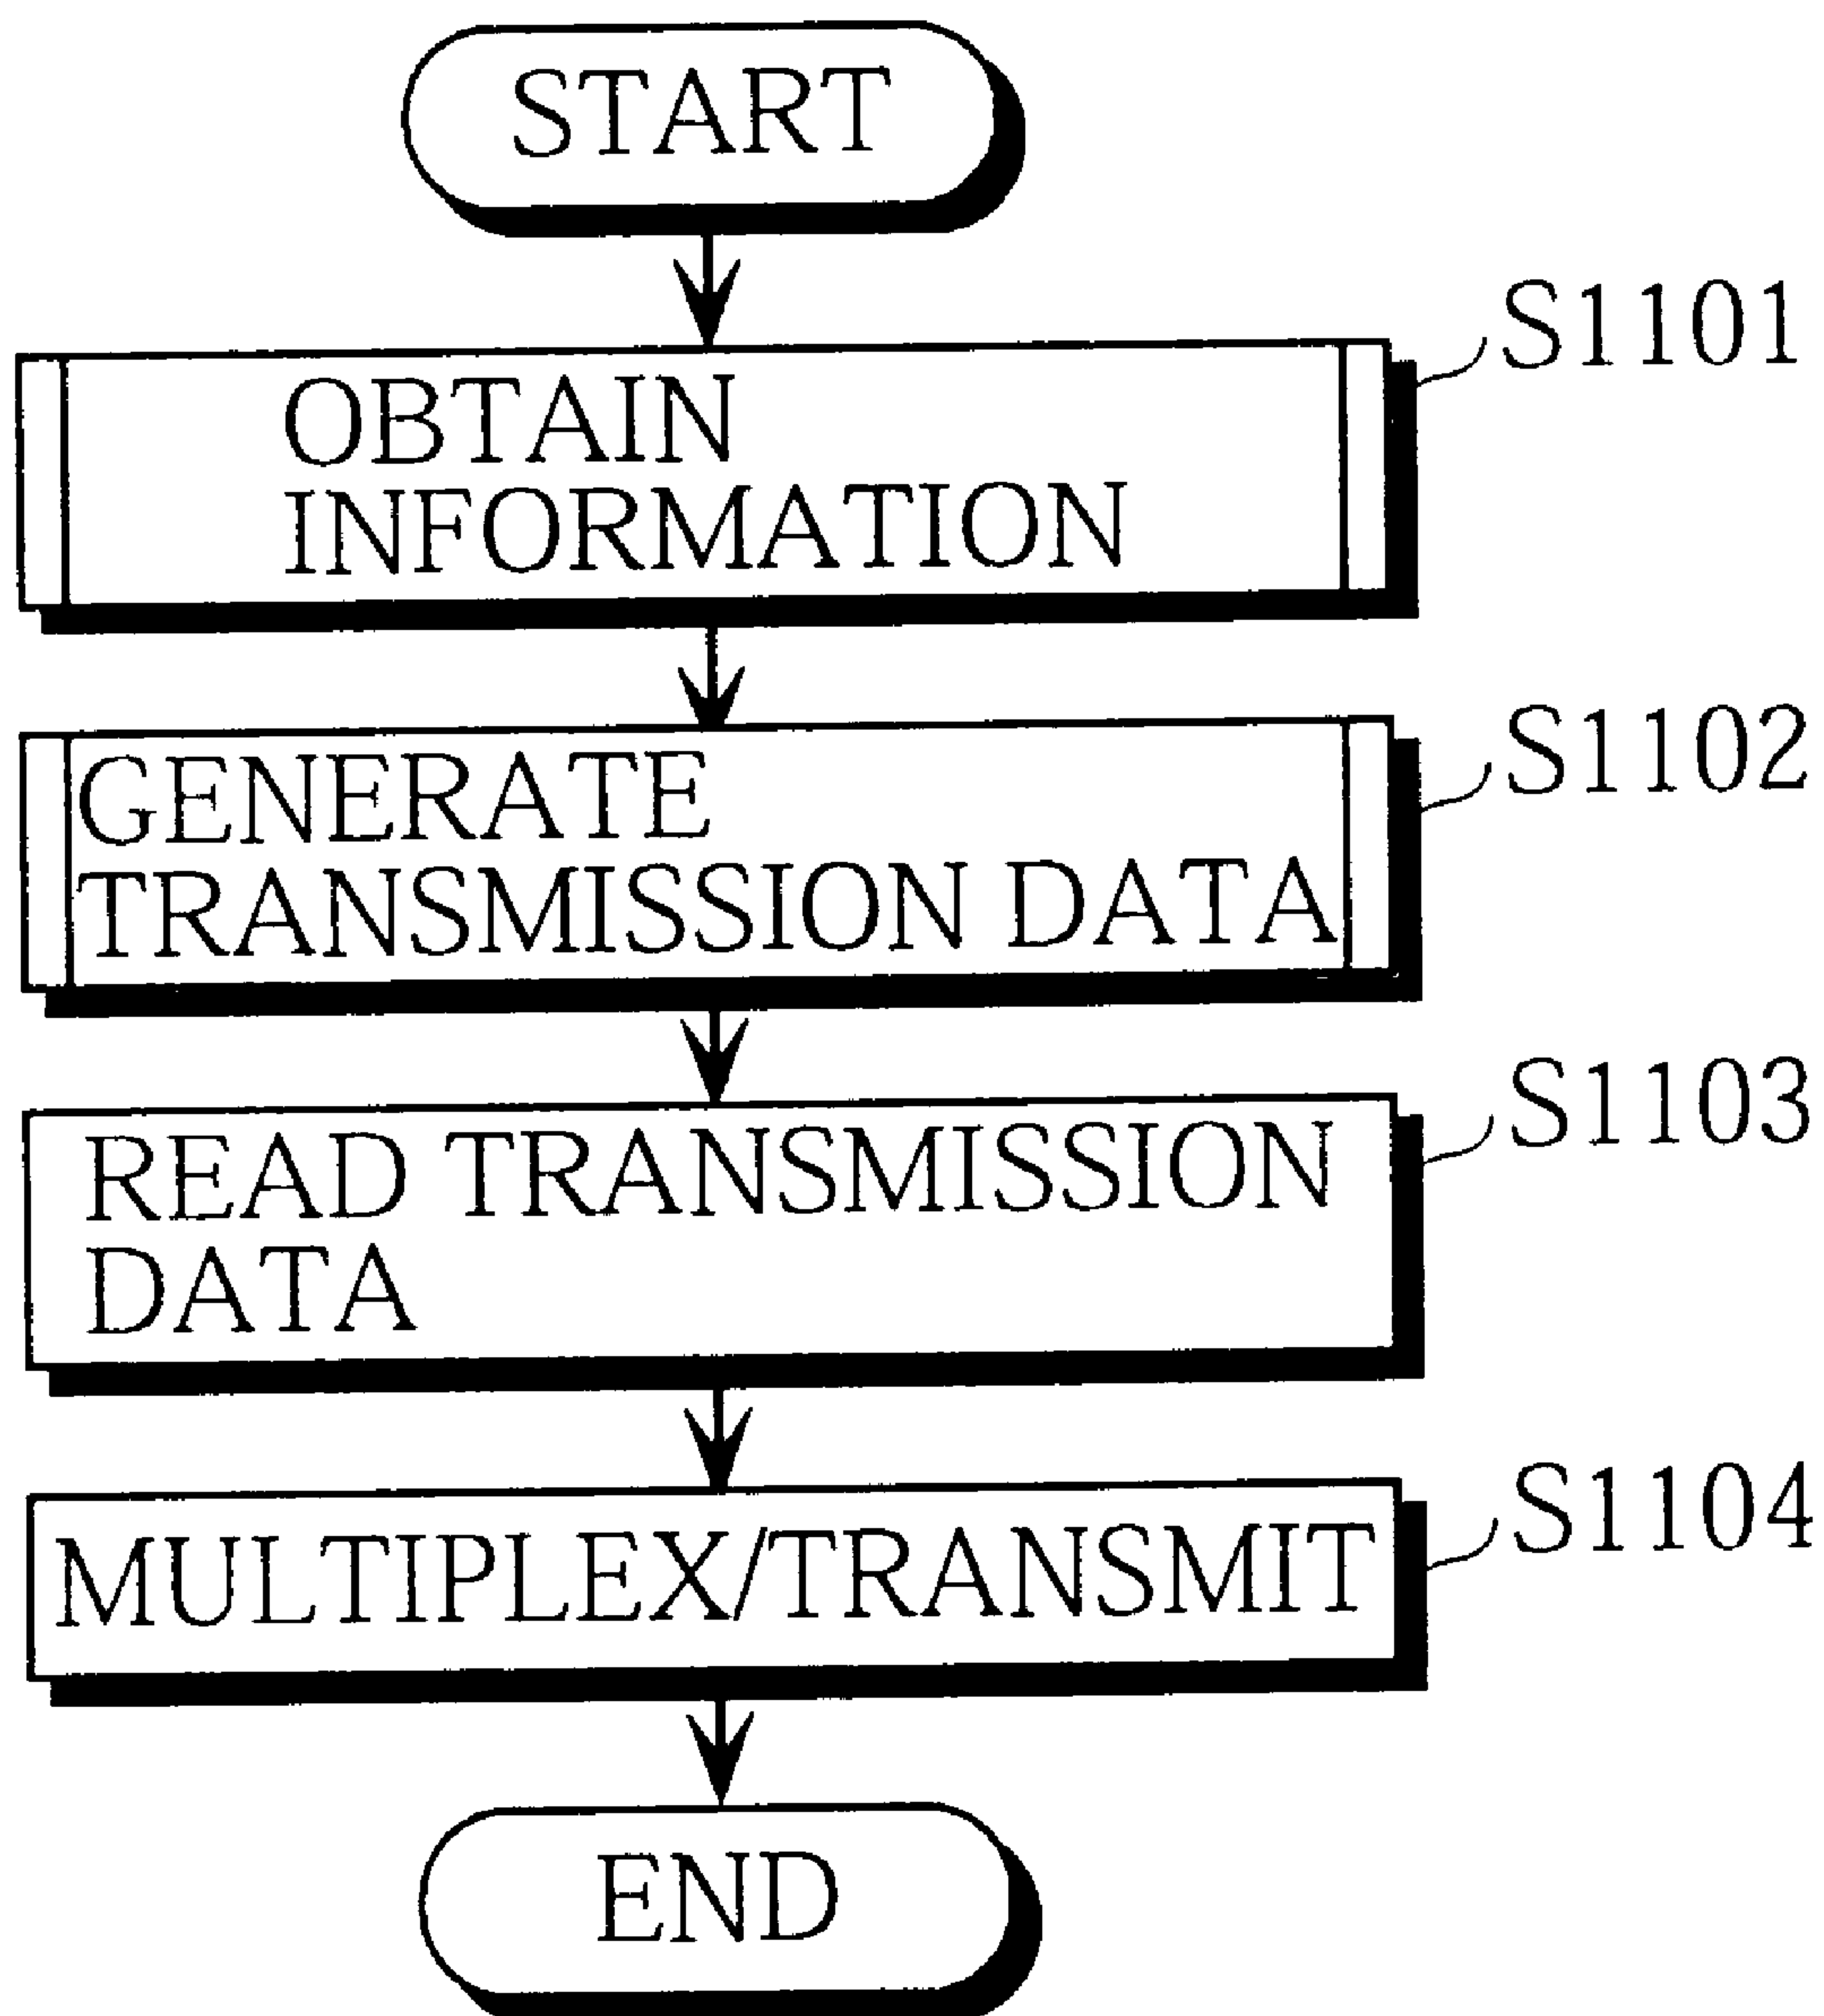 START
S1101
OBTAIN
INFORMATION
S1102
GENERATE
TRANSMISSION DATA
S1103
READ TRANSMISSION
DATA
S1104
MULTIPLEX/TRANSMIT
END